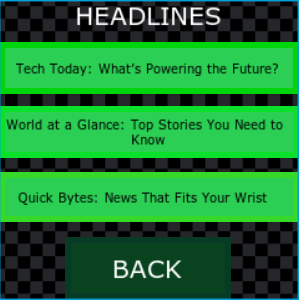 HEADLINES
Tech Today: What's Powering the Future?
World at a Glance: Top Stories You Need to
Know
Quick Bytes: News That Fits Your Wrist
BACK